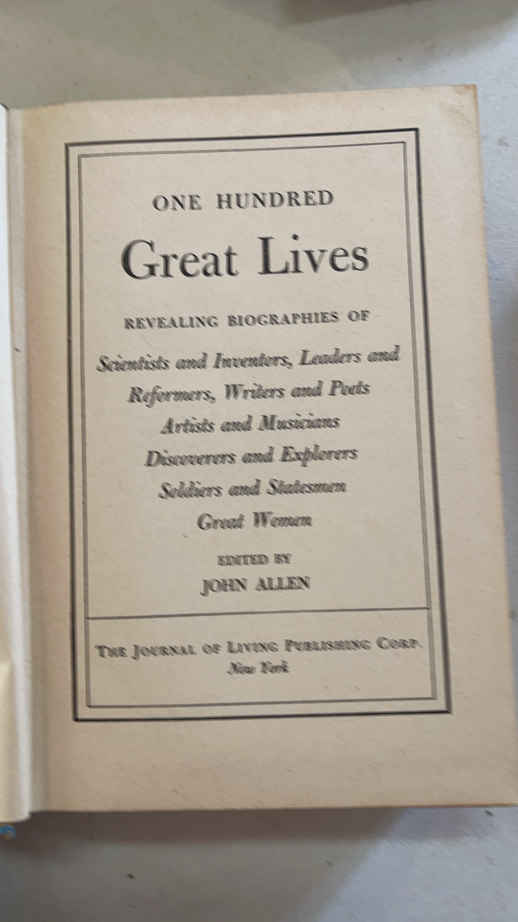 ONE HUNDRED
Great Lives
REVEALING BIOGRAPHIES OF
Scientists and Inventors, Leaders and
Reformers, Writers and Poets
Artists and Musicians
Discoverers and Explorers
Soldiers and Statesmen
Great Women
EDITED BY
JOHN ALLEN
THE JOURNAL OF LIVING PUBLISHING CORP.
New York